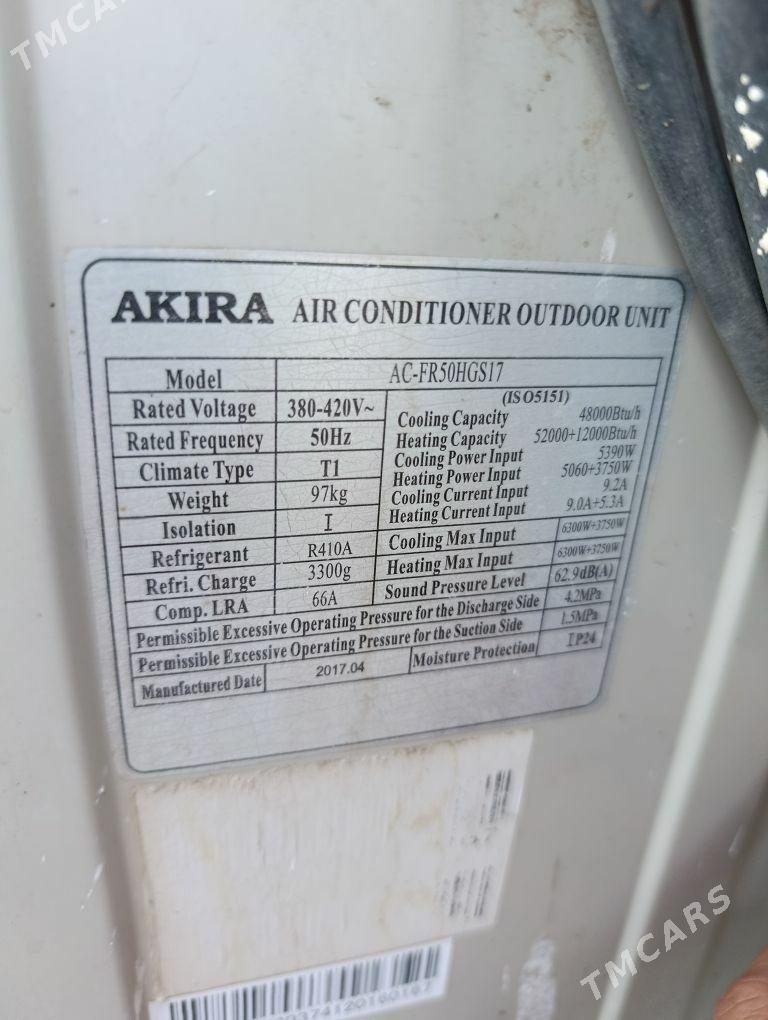 TMCARS
AKIRA AIR CONDITIONER OUTDOOR UNIT
Model AC-FR50HGS17
Rated Voltage 380-420V~
Rated Frequency 50Hz
Climate Type T1
Weight 97kg
Isolation I
Refrigerant R410A
Refri. Charge 3300g
Comp. LRA 66A
(ISO5151)
Cooling Capacity 48000Btu/h
Heating Capacity 52000+12000Btu/h
Cooling Power Input 5390W
Heating Power Input 5060+3750W
Cooling Current Input 9.2A
Heating Current Input 9.0A+5.3A
Cooling Max Input 6300W+3750W
Heating Max Input 6300W+3750W
Sound Pressure Level 62.9dB(A)
Permissible Excessive Operating Pressure for the Discharge Side 4.2MPa
Permissible Excessive Operating Pressure for the Suction Side 1.5MPa
Manufactured Date 2017.04 Moisture Protection IP24
TMCARS